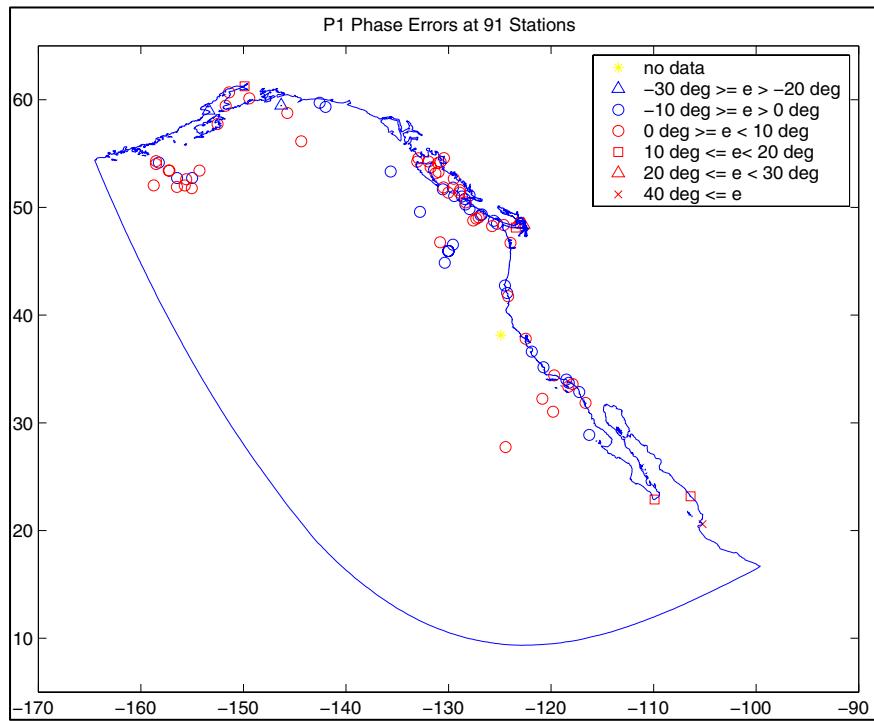 P1 Phase Errors at 91 Stations
no data
−30 deg >= e > −20 deg
−10 deg >= e > 0 deg
0 deg >= e < 10 deg
10 deg <= e< 20 deg
20 deg <= e < 30 deg
40 deg <= e
60
50
40
30
20
10
−170 −160 −150 −140 −130 −120 −110 −100 −90